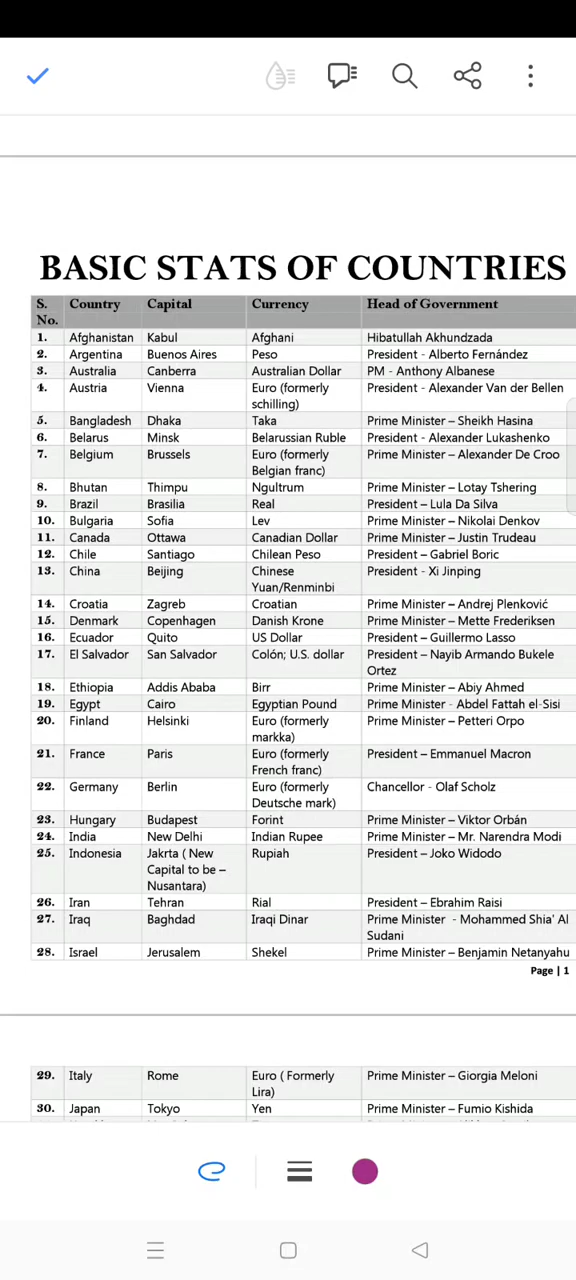 BASIC STATS OF COUNTRIES
S. No. Country Capital Currency Head of Government
1. Afghanistan Kabul Afghani Hibatullah Akhundzada
2. Argentina Buenos Aires Peso President - Alberto Fernández
3. Australia Canberra Australian Dollar PM - Anthony Albanese
4. Austria Vienna Euro (formerly schilling) President - Alexander Van der Bellen
5. Bangladesh Dhaka Taka Prime Minister – Sheikh Hasina
6. Belarus Minsk Belarussian Ruble President - Alexander Lukashenko
7. Belgium Brussels Euro (formerly Belgian franc) Prime Minister – Alexander De Croo
8. Bhutan Thimpu Ngultrum Prime Minister – Lotay Tshering
9. Brazil Brasilia Real President – Lula Da Silva
10. Bulgaria Sofia Lev Prime Minister – Nikolai Denkov
11. Canada Ottawa Canadian Dollar Prime Minister – Justin Trudeau
12. Chile Santiago Chilean Peso President – Gabriel Boric
13. China Beijing Chinese Yuan/Renminbi President - Xi Jinping
14. Croatia Zagreb Croatian Prime Minister – Andrej Plenković
15. Denmark Copenhagen Danish Krone Prime Minister – Mette Frederiksen
16. Ecuador Quito US Dollar President – Guillermo Lasso
17. El Salvador San Salvador Colón; U.S. dollar President – Nayib Armando Bukele Ortez
18. Ethiopia Addis Ababa Birr Prime Minister – Abiy Ahmed
19. Egypt Cairo Egyptian Pound Prime Minister - Abdel Fattah el-Sisi
20. Finland Helsinki Euro (formerly markka) Prime Minister – Petteri Orpo
21. France Paris Euro (formerly French franc) President – Emmanuel Macron
22. Germany Berlin Euro (formerly Deutsche mark) Chancellor - Olaf Scholz
23. Hungary Budapest Forint Prime Minister – Viktor Orbán
24. India New Delhi Indian Rupee Prime Minister – Mr. Narendra Modi
25. Indonesia Jakrta ( New Capital to be – Nusantara) Rupiah President – Joko Widodo
26. Iran Tehran Rial President – Ebrahim Raisi
27. Iraq Baghdad Iraqi Dinar Prime Minister - Mohammed Shia' Al Sudani
28. Israel Jerusalem Shekel Prime Minister – Benjamin Netanyahu
Page | 1
29. Italy Rome Euro ( Formerly Lira) Prime Minister – Giorgia Meloni
30. Japan Tokyo Yen Prime Minister – Fumio Kishida